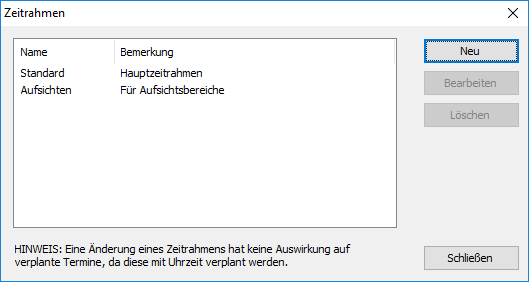 Zeitrahmen
Name Bemerkung
Standard Hauptzeitrahmen
Aufsichten Für Aufsichtsbereiche
Neu
Bearbeiten
Löschen
HINWEIS: Eine Änderung eines Zeitrahmens hat keine Auswirkung auf
verplante Termine, da diese mit Uhrzeit verplant werden.
Schließen